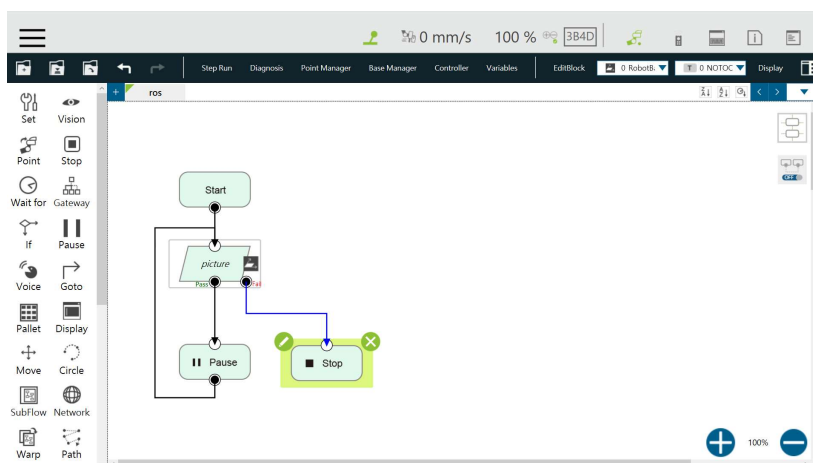 0 mm/s 100 % 3B4D
Step Run Diagnosis Point Manager Base Manager Controller Variables EditBlock 0 RobotB. T 0 NOTOC Display
+ ros
Set Vision
Point Stop
Wait for Gateway
If Pause
Voice Goto
Pallet Display
Move Circle
SubFlow Network
Warp Path
OFF
Start
picture
Pass Fail
Pause
Stop
100%